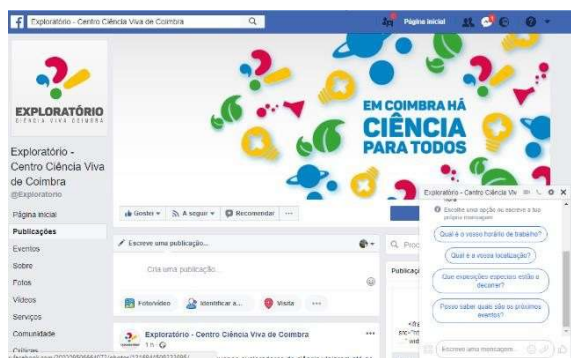 Exploratório - Centro Ciência Viva de Coimbra
Página inicial
EXPLORATÓRIO
CIÊNCIA VIVA COIMBRA
Exploratório -
Centro Ciência Viva
de Coimbra
@Exploratorio
Página inicial
Publicações
Eventos
Sobre
Fotos
Vídeos
Serviços
Comunidade
Críticas
EM COIMBRA HÁ
CIÊNCIA
PARA TODOS
Gostei
A seguir
Recomendar
Escreve uma publicação...
Cria uma publicação...
Foto/vídeo
Identificar a...
Visita
Exploratório - Centro Ciência Viva de Coimbra
1 h
Exploratório - Centro Ciência Viv
Escolhe uma opção ou escreve a tua
própria mensagem
Qual é o vosso horário de trabalho?
Qual é a vossa localização?
Que exposições especiais estão a
decorrer?
Posso saber quais são os próximos
eventos?
Escreve uma mensagem...